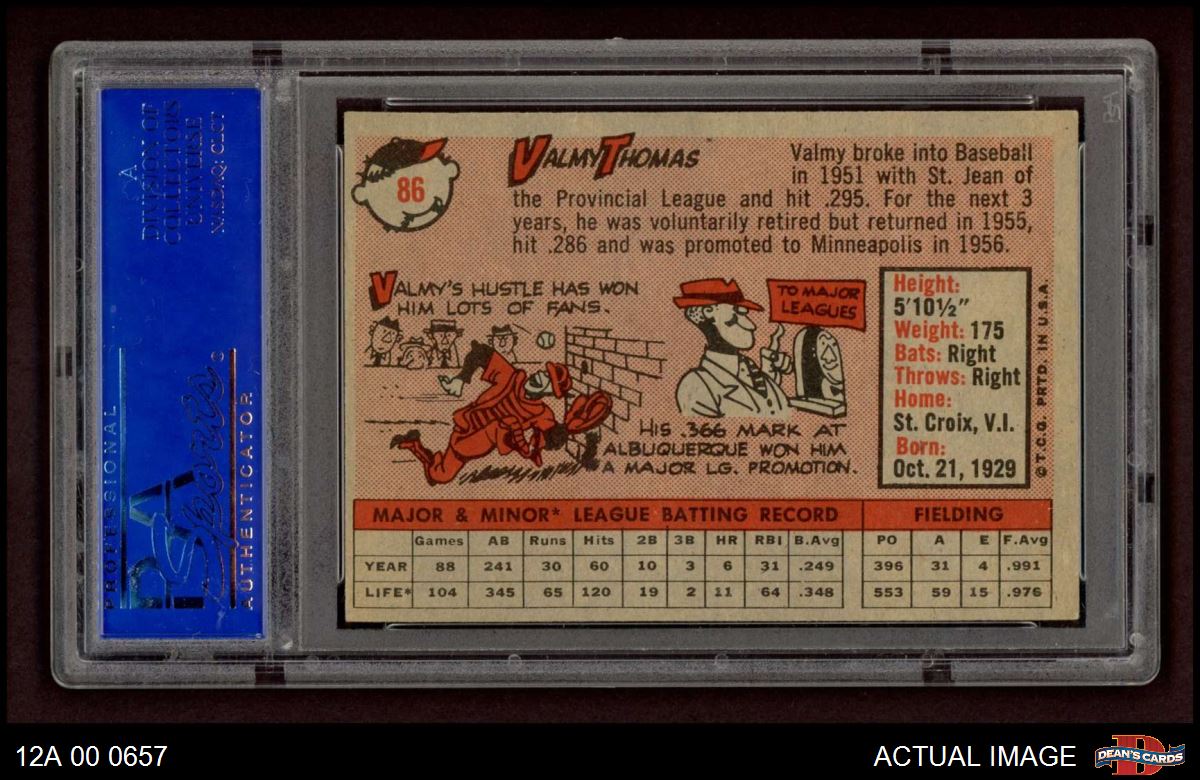 A
DIVISION OF
COLLECTORS
UNIVERSE
NASDAQ: CLCT
PROFESSIONAL
PSA
Sports
AUTHENTICATOR
86
VALMY THOMAS
Valmy broke into Baseball
in 1951 with St. Jean of
the Provincial League and hit .295. For the next 3
years, he was voluntarily retired but returned in 1955,
hit .286 and was promoted to Minneapolis in 1956.
VALMY'S HUSTLE HAS WON
HIM LOTS OF FANS.
TO MAJOR
LEAGUES
HIS .366 MARK AT
ALBUQUERQUE WON HIM
A MAJOR LG. PROMOTION.
Height:
5'10½"
Weight: 175
Bats: Right
Throws: Right
Home:
St. Croix, V.I.
Born:
Oct. 21, 1929
© T.C.G. PRTD. IN U.S.A.
MAJOR & MINOR* LEAGUE BATTING RECORD FIELDING
Games AB Runs Hits 2B 3B HR RBI B.Avg PO A E F.Avg
YEAR 88 241 30 60 10 3 6 31 .249 396 31 4 .991
LIFE* 104 345 65 120 19 2 11 64 .348 553 59 15 .976
12A 00 0657
ACTUAL IMAGE
D
DEAN'S CARDS